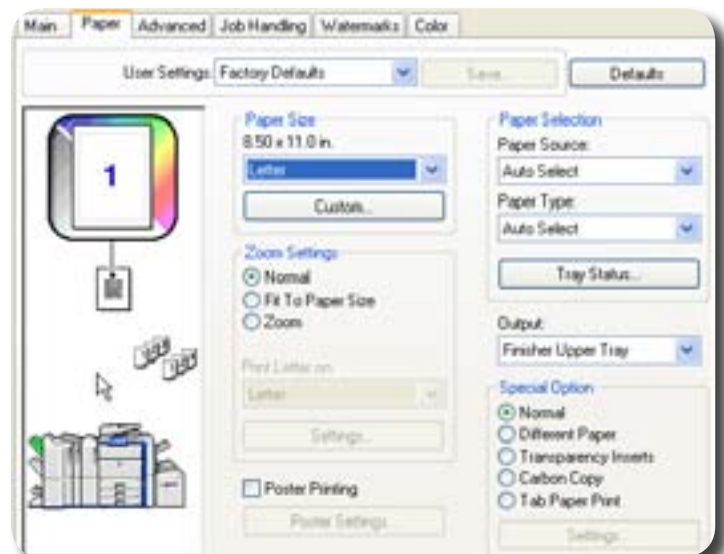 Main Paper Advanced Job Handling Watermarks Color
User Settings: Factory Defaults Save... Defaults
1
Paper Size
8.50 x 11.0 in.
Letter
Custom...
Zoom Settings
Normal
Fit To Paper Size
Zoom
Print Letter on:
Letter
Settings...
Poster Printing
Poster Settings
Paper Selection
Paper Source:
Auto Select
Paper Type:
Auto Select
Tray Status...
Output:
Finisher Upper Tray
Special Option
Normal
Different Paper
Transparency Inserts
Carbon Copy
Tab Paper Print
Settings...